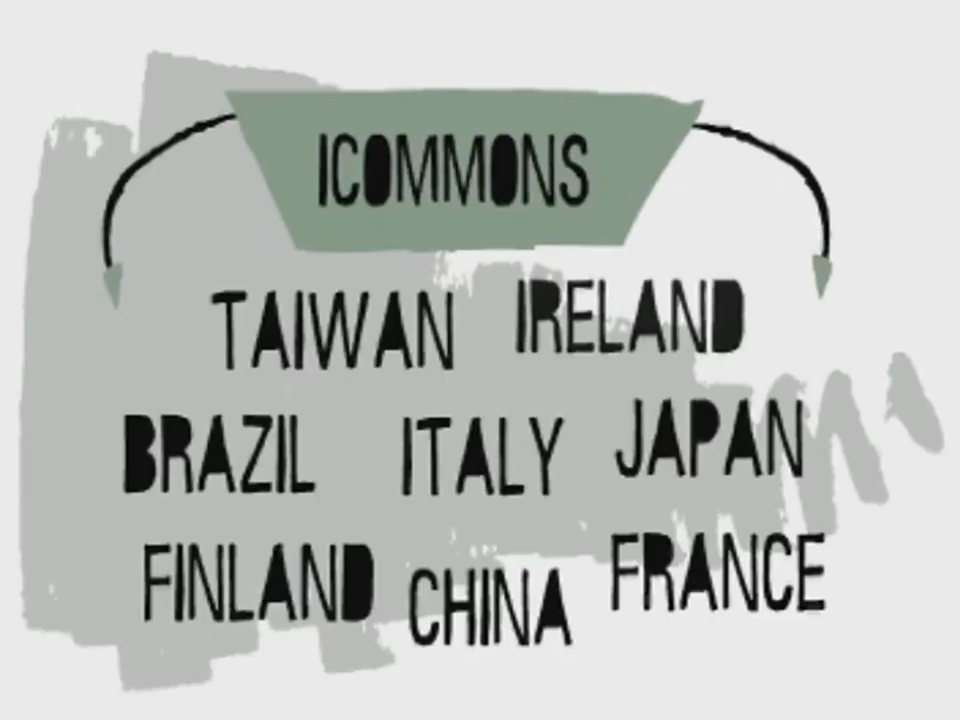 ICOMMONS
TAIWAN IRELAND
BRAZIL ITALY JAPAN
FINLAND CHINA FRANCE